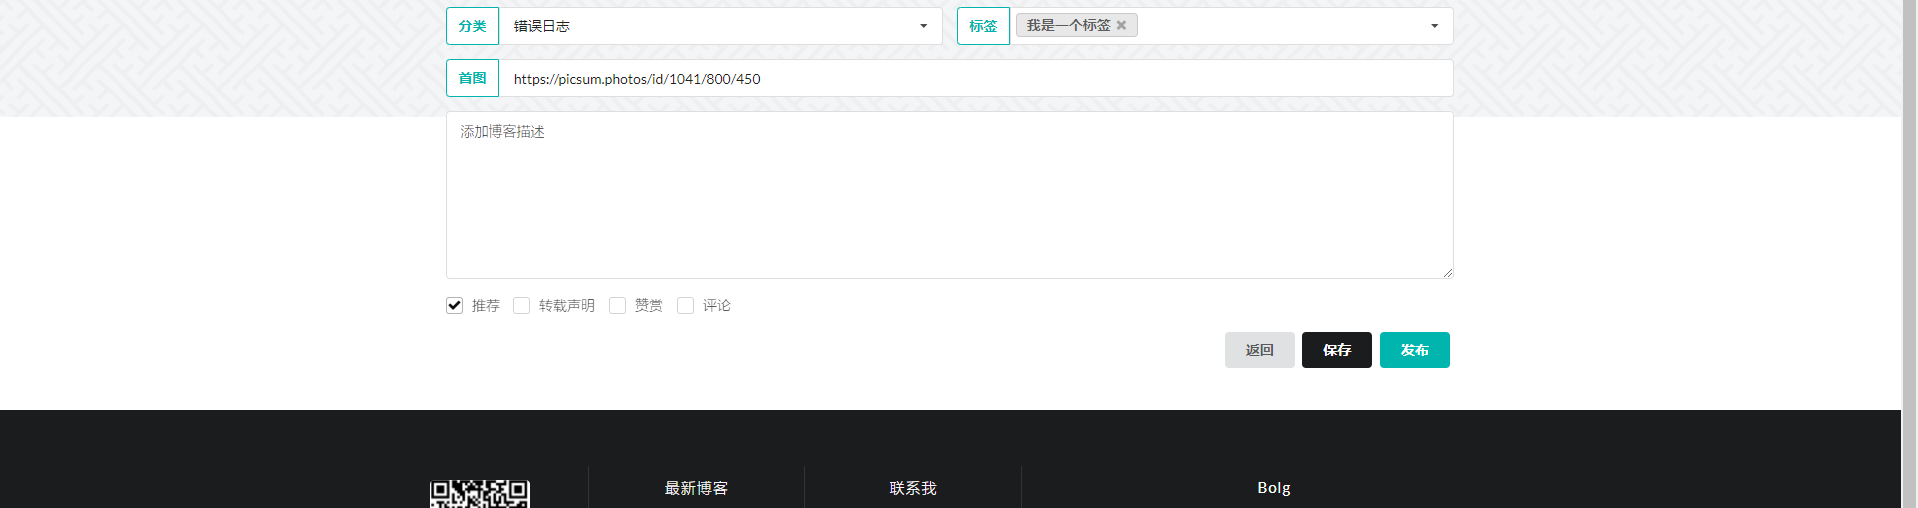 分类 错误日志 标签 我是一个标签
首图 https://picsum.photos/id/1041/800/450
添加博客描述
推荐 转载声明 赞赏 评论
返回 保存 发布
最新博客 联系我 Bolg